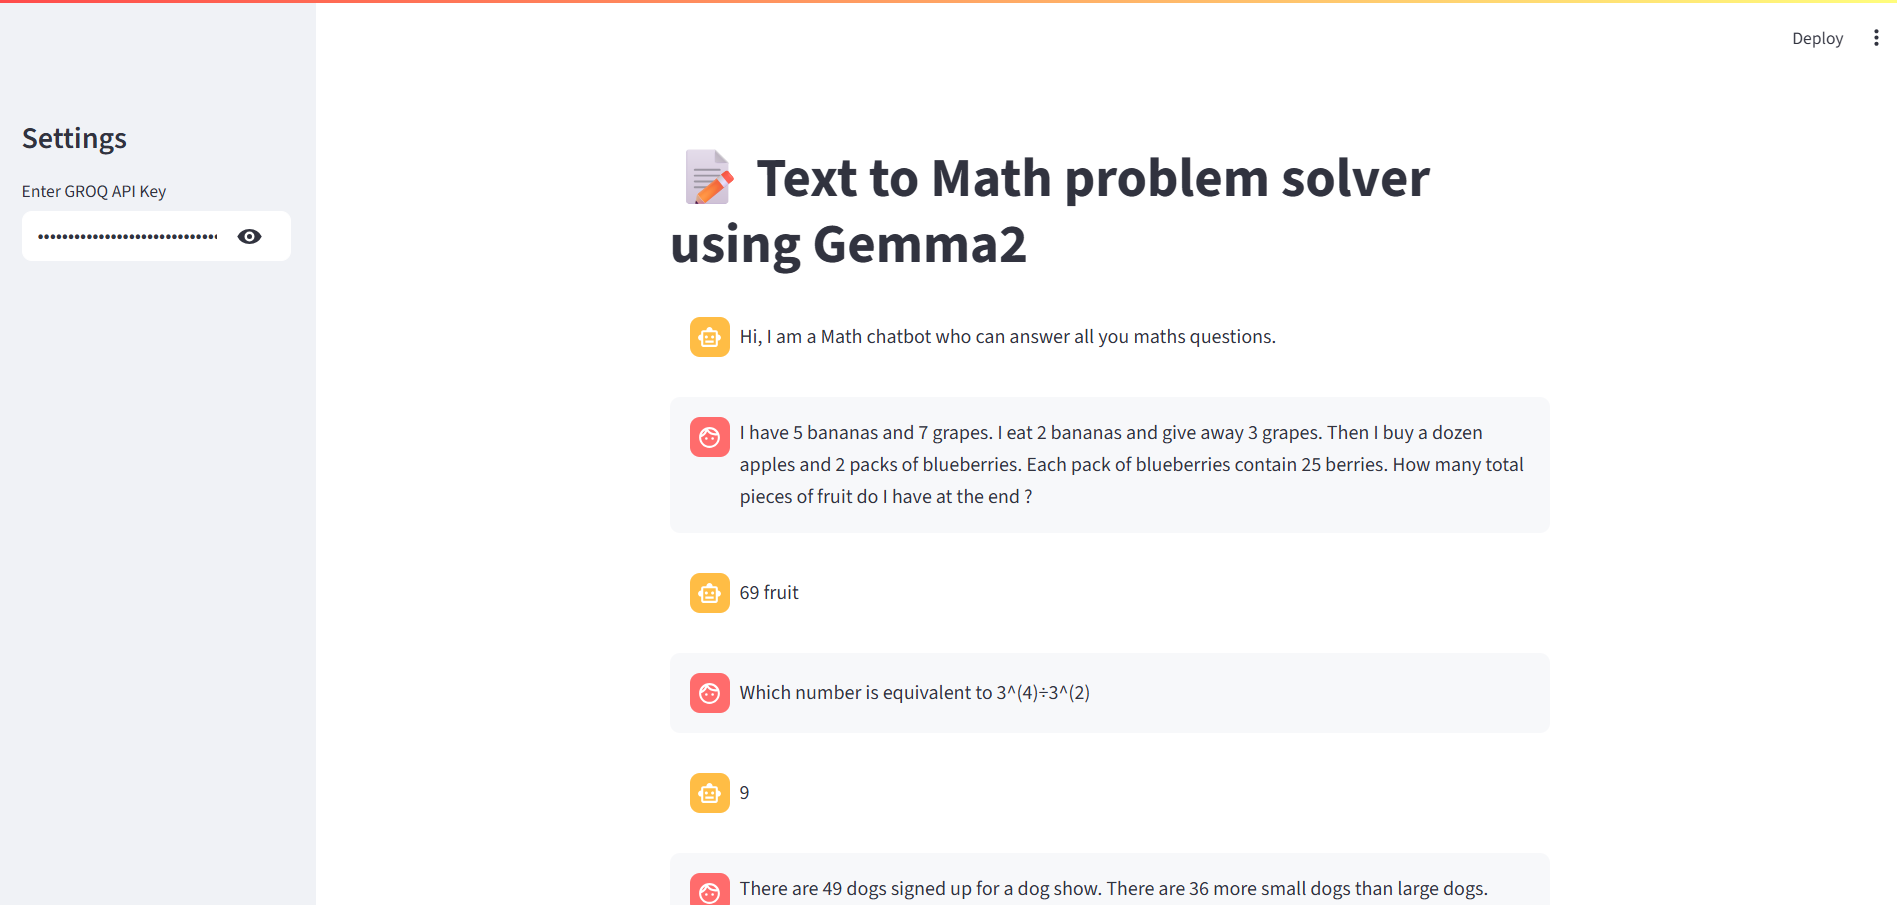 Deploy
Settings
Enter GROQ API Key
Text to Math problem solver
using Gemma2
Hi, I am a Math chatbot who can answer all you maths questions.
I have 5 bananas and 7 grapes. I eat 2 bananas and give away 3 grapes. Then I buy a dozen
apples and 2 packs of blueberries. Each pack of blueberries contain 25 berries. How many total
pieces of fruit do I have at the end ?
69 fruit
Which number is equivalent to 3^(4)÷3^(2)
9
There are 49 dogs signed up for a dog show. There are 36 more small dogs than large dogs.